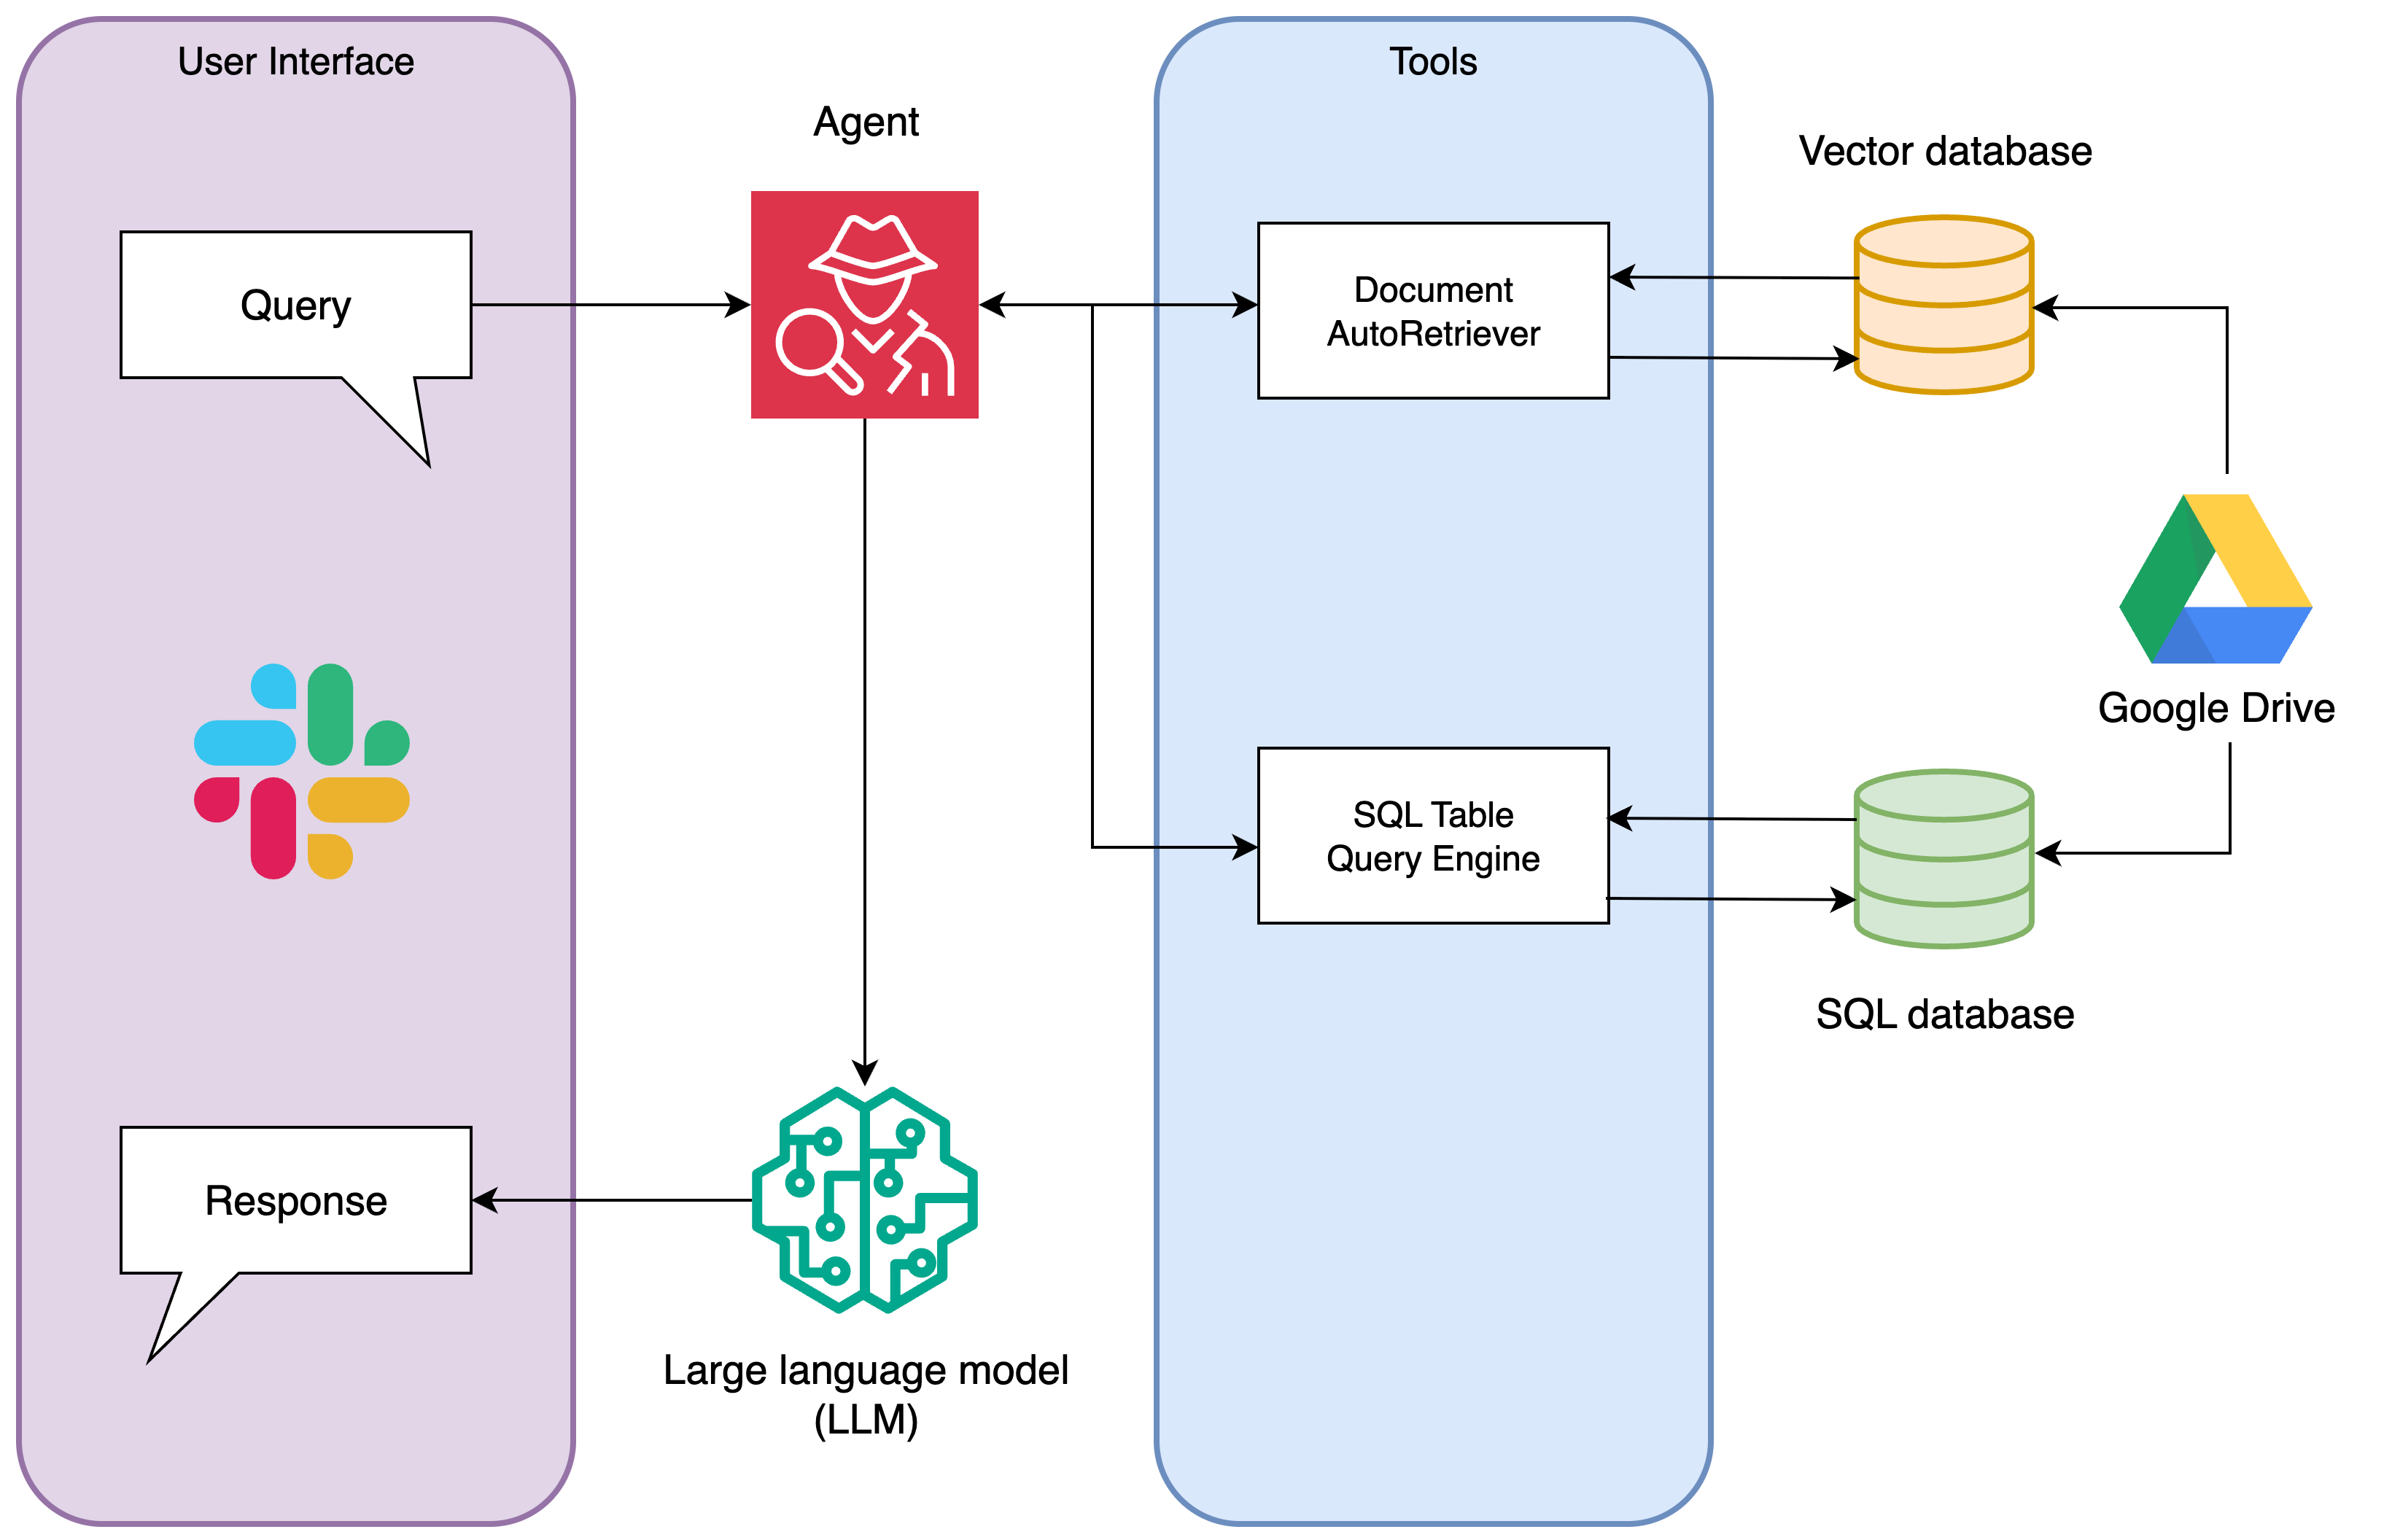 User Interface
Query
Response
Agent
Large language model
(LLM)
Tools
Document
AutoRetriever
SQL Table
Query Engine
Vector database
Google Drive
SQL database